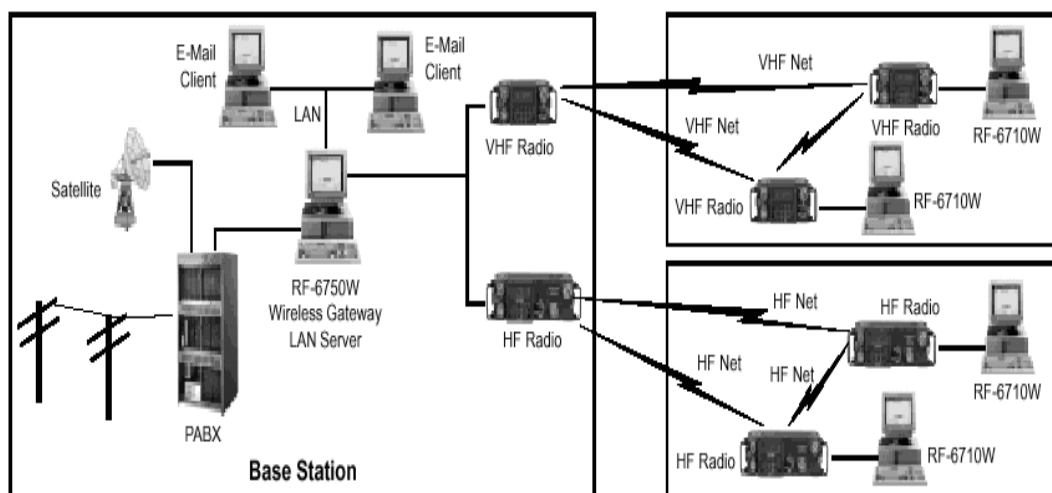 E-Mail
Client
E-Mail
Client
LAN
Satellite
RF-6750W
Wireless Gateway
LAN Server
PABX
Base Station
VHF Radio
HF Radio
VHF Net
VHF Net
VHF Radio
RF-6710W
VHF Radio
RF-6710W
HF Net
HF Radio
HF Net
HF Net
RF-6710W
HF Radio
RF-6710W